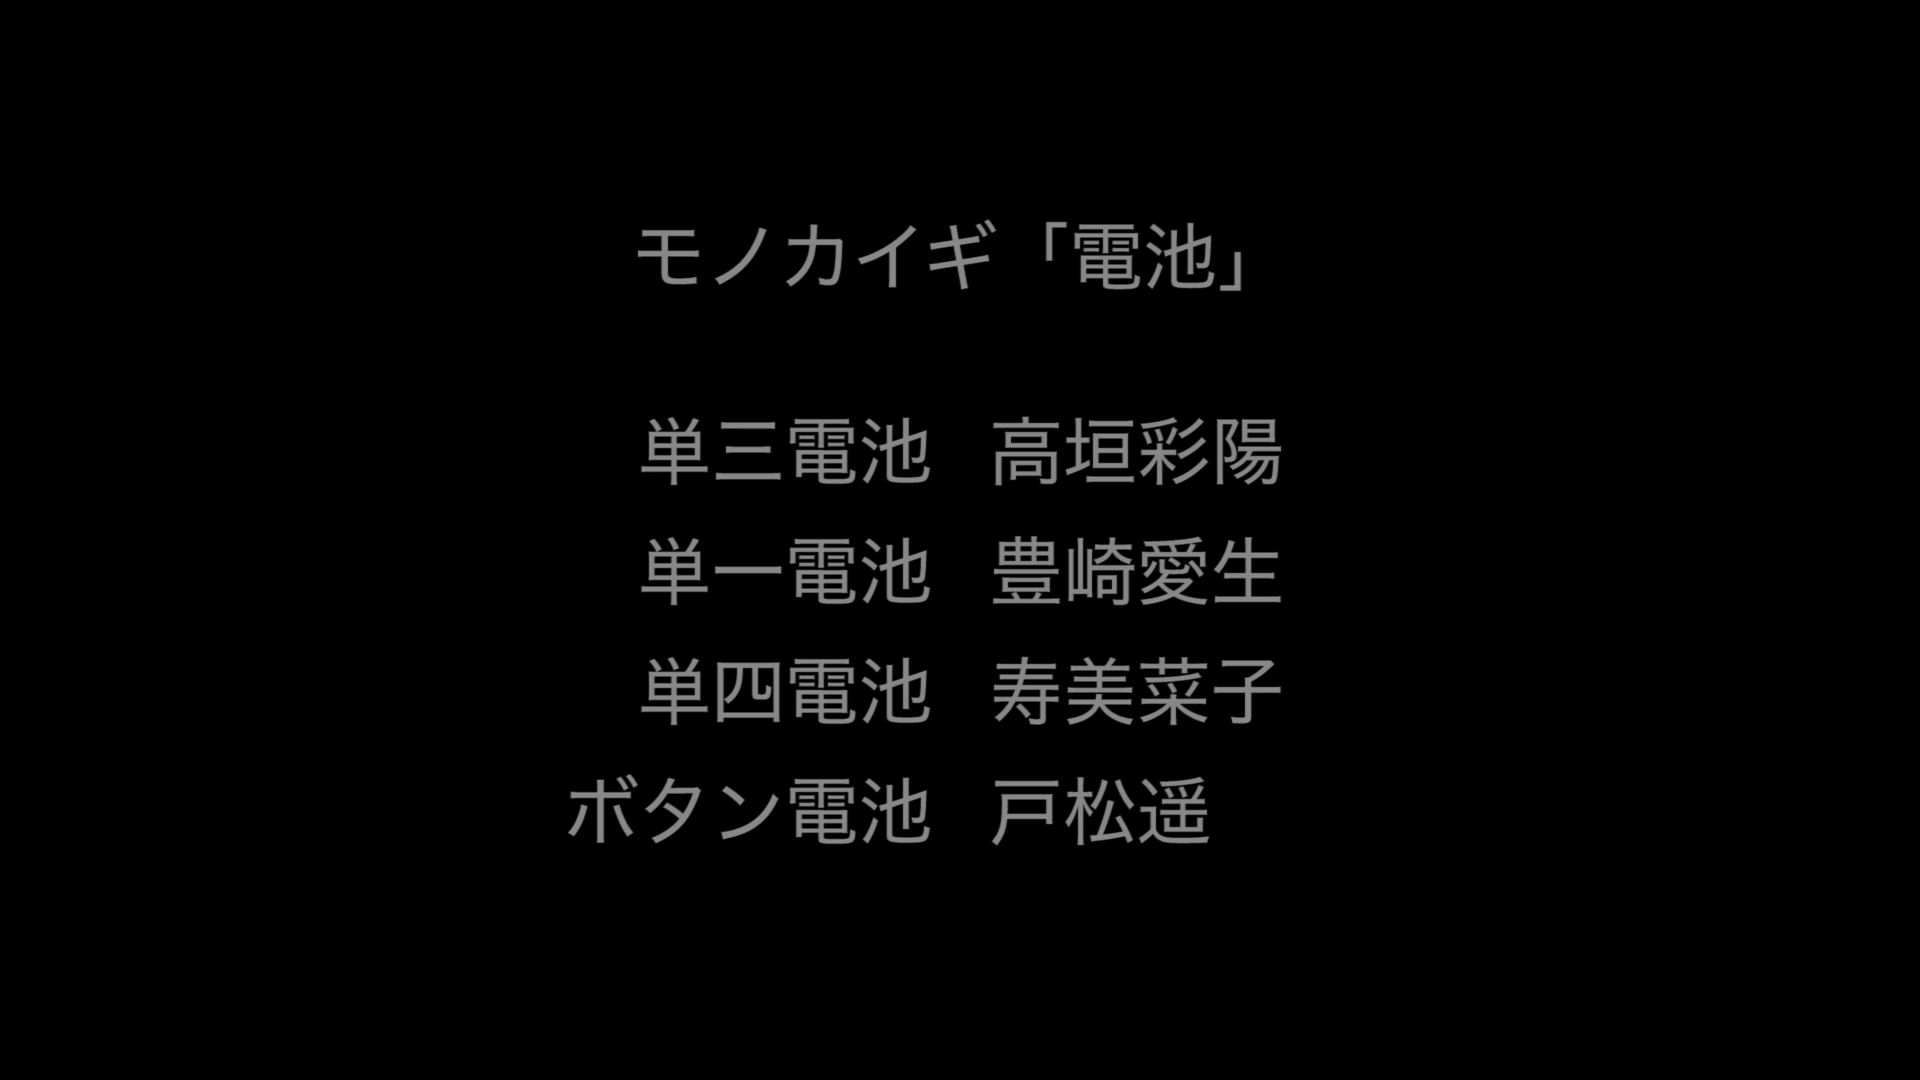 モノカイギ「電池」
単三電池 高垣彩陽
単一電池 豊崎愛生
単四電池 寿美菜子
ボタン電池 戸松遥